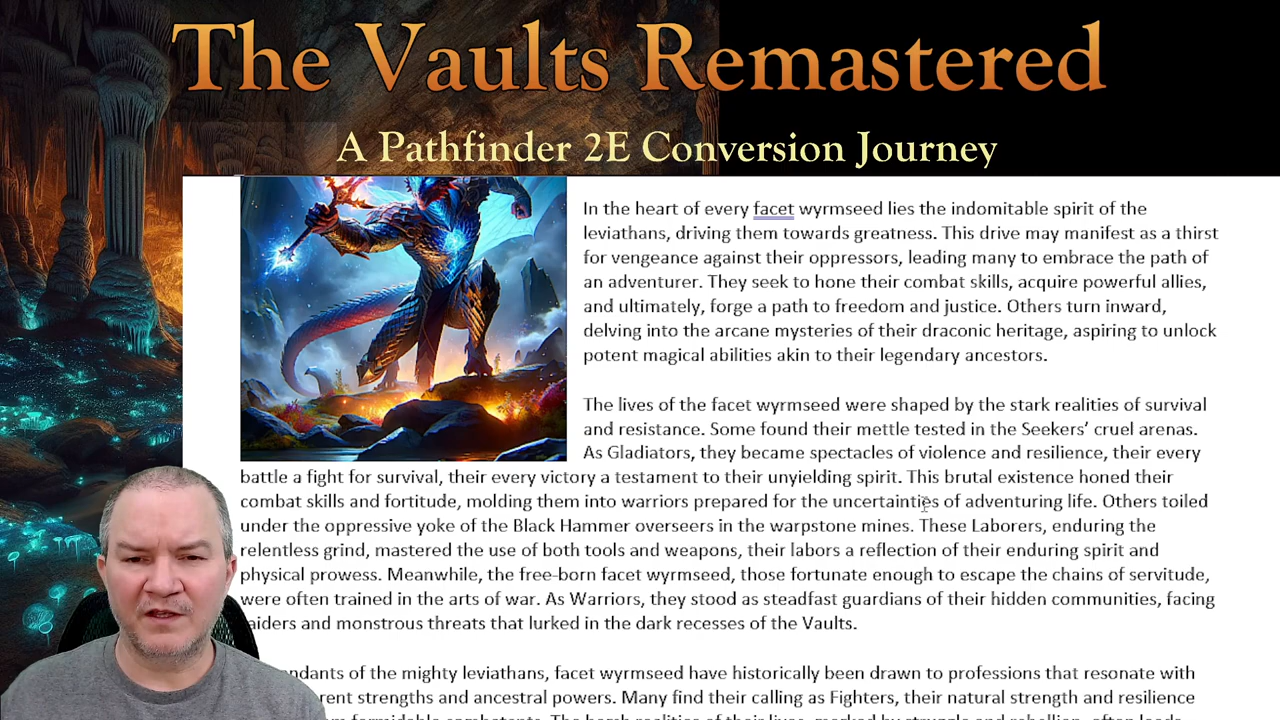 The Vaults Remastered
A Pathfinder 2E Conversion Journey
In the heart of every facet wyrmseed lies the indomitable spirit of the
leviathans, driving them towards greatness. This drive may manifest as a thirst
for vengeance against their oppressors, leading many to embrace the path of
an adventurer. They seek to hone their combat skills, acquire powerful allies,
and ultimately, forge a path to freedom and justice. Others turn inward,
delving into the arcane mysteries of their draconic heritage, aspiring to unlock
potent magical abilities akin to their legendary ancestors.
The lives of the facet wyrmseed were shaped by the stark realities of survival
and resistance. Some found their mettle tested in the Seekers' cruel arenas.
As Gladiators, they became spectacles of violence and resilience, their every
battle a fight for survival, their every victory a testament to their unyielding spirit. This brutal existence honed their
combat skills and fortitude, molding them into warriors prepared for the uncertainties of adventuring life. Others toiled
under the oppressive yoke of the Black Hammer overseers in the warpstone mines. These Laborers, enduring the
relentless grind, mastered the use of both tools and weapons, their labors a reflection of their enduring spirit and
physical prowess. Meanwhile, the free-born facet wyrmseed, those fortunate enough to escape the chains of servitude,
were often trained in the arts of war. As Warriors, they stood as steadfast guardians of their hidden communities, facing
raiders and monstrous threats that lurked in the dark recesses of the Vaults.
of the mighty leviathans, facet wyrmseed have historically been drawn to professions that resonate with
strengths and ancestral powers. Many find their calling as Fighters, their natural strength and resilience